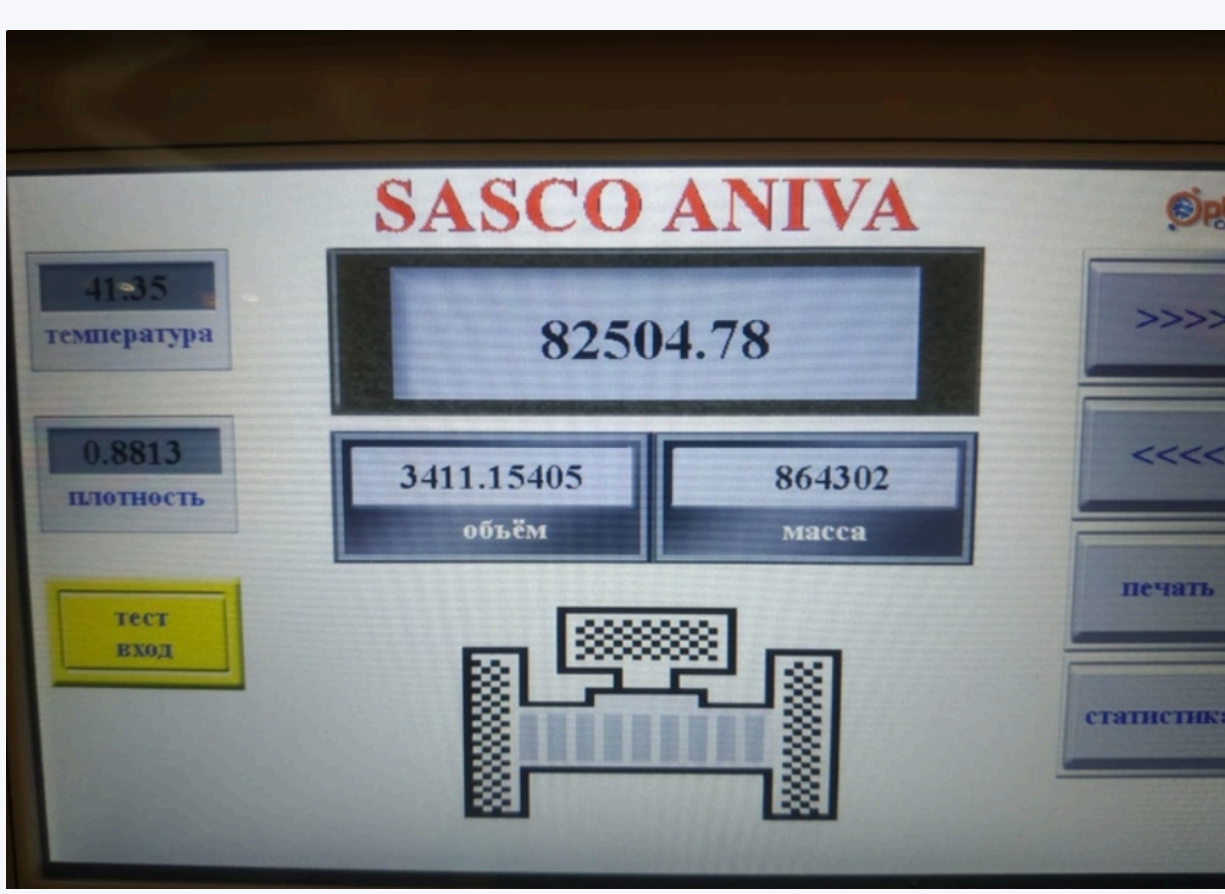 SASCO ANIVA
41.35
температура
82504.78
>>>>
0.8813
плотность
3411.15405
объём
864302
масса
<<<<
тест
вход
печать